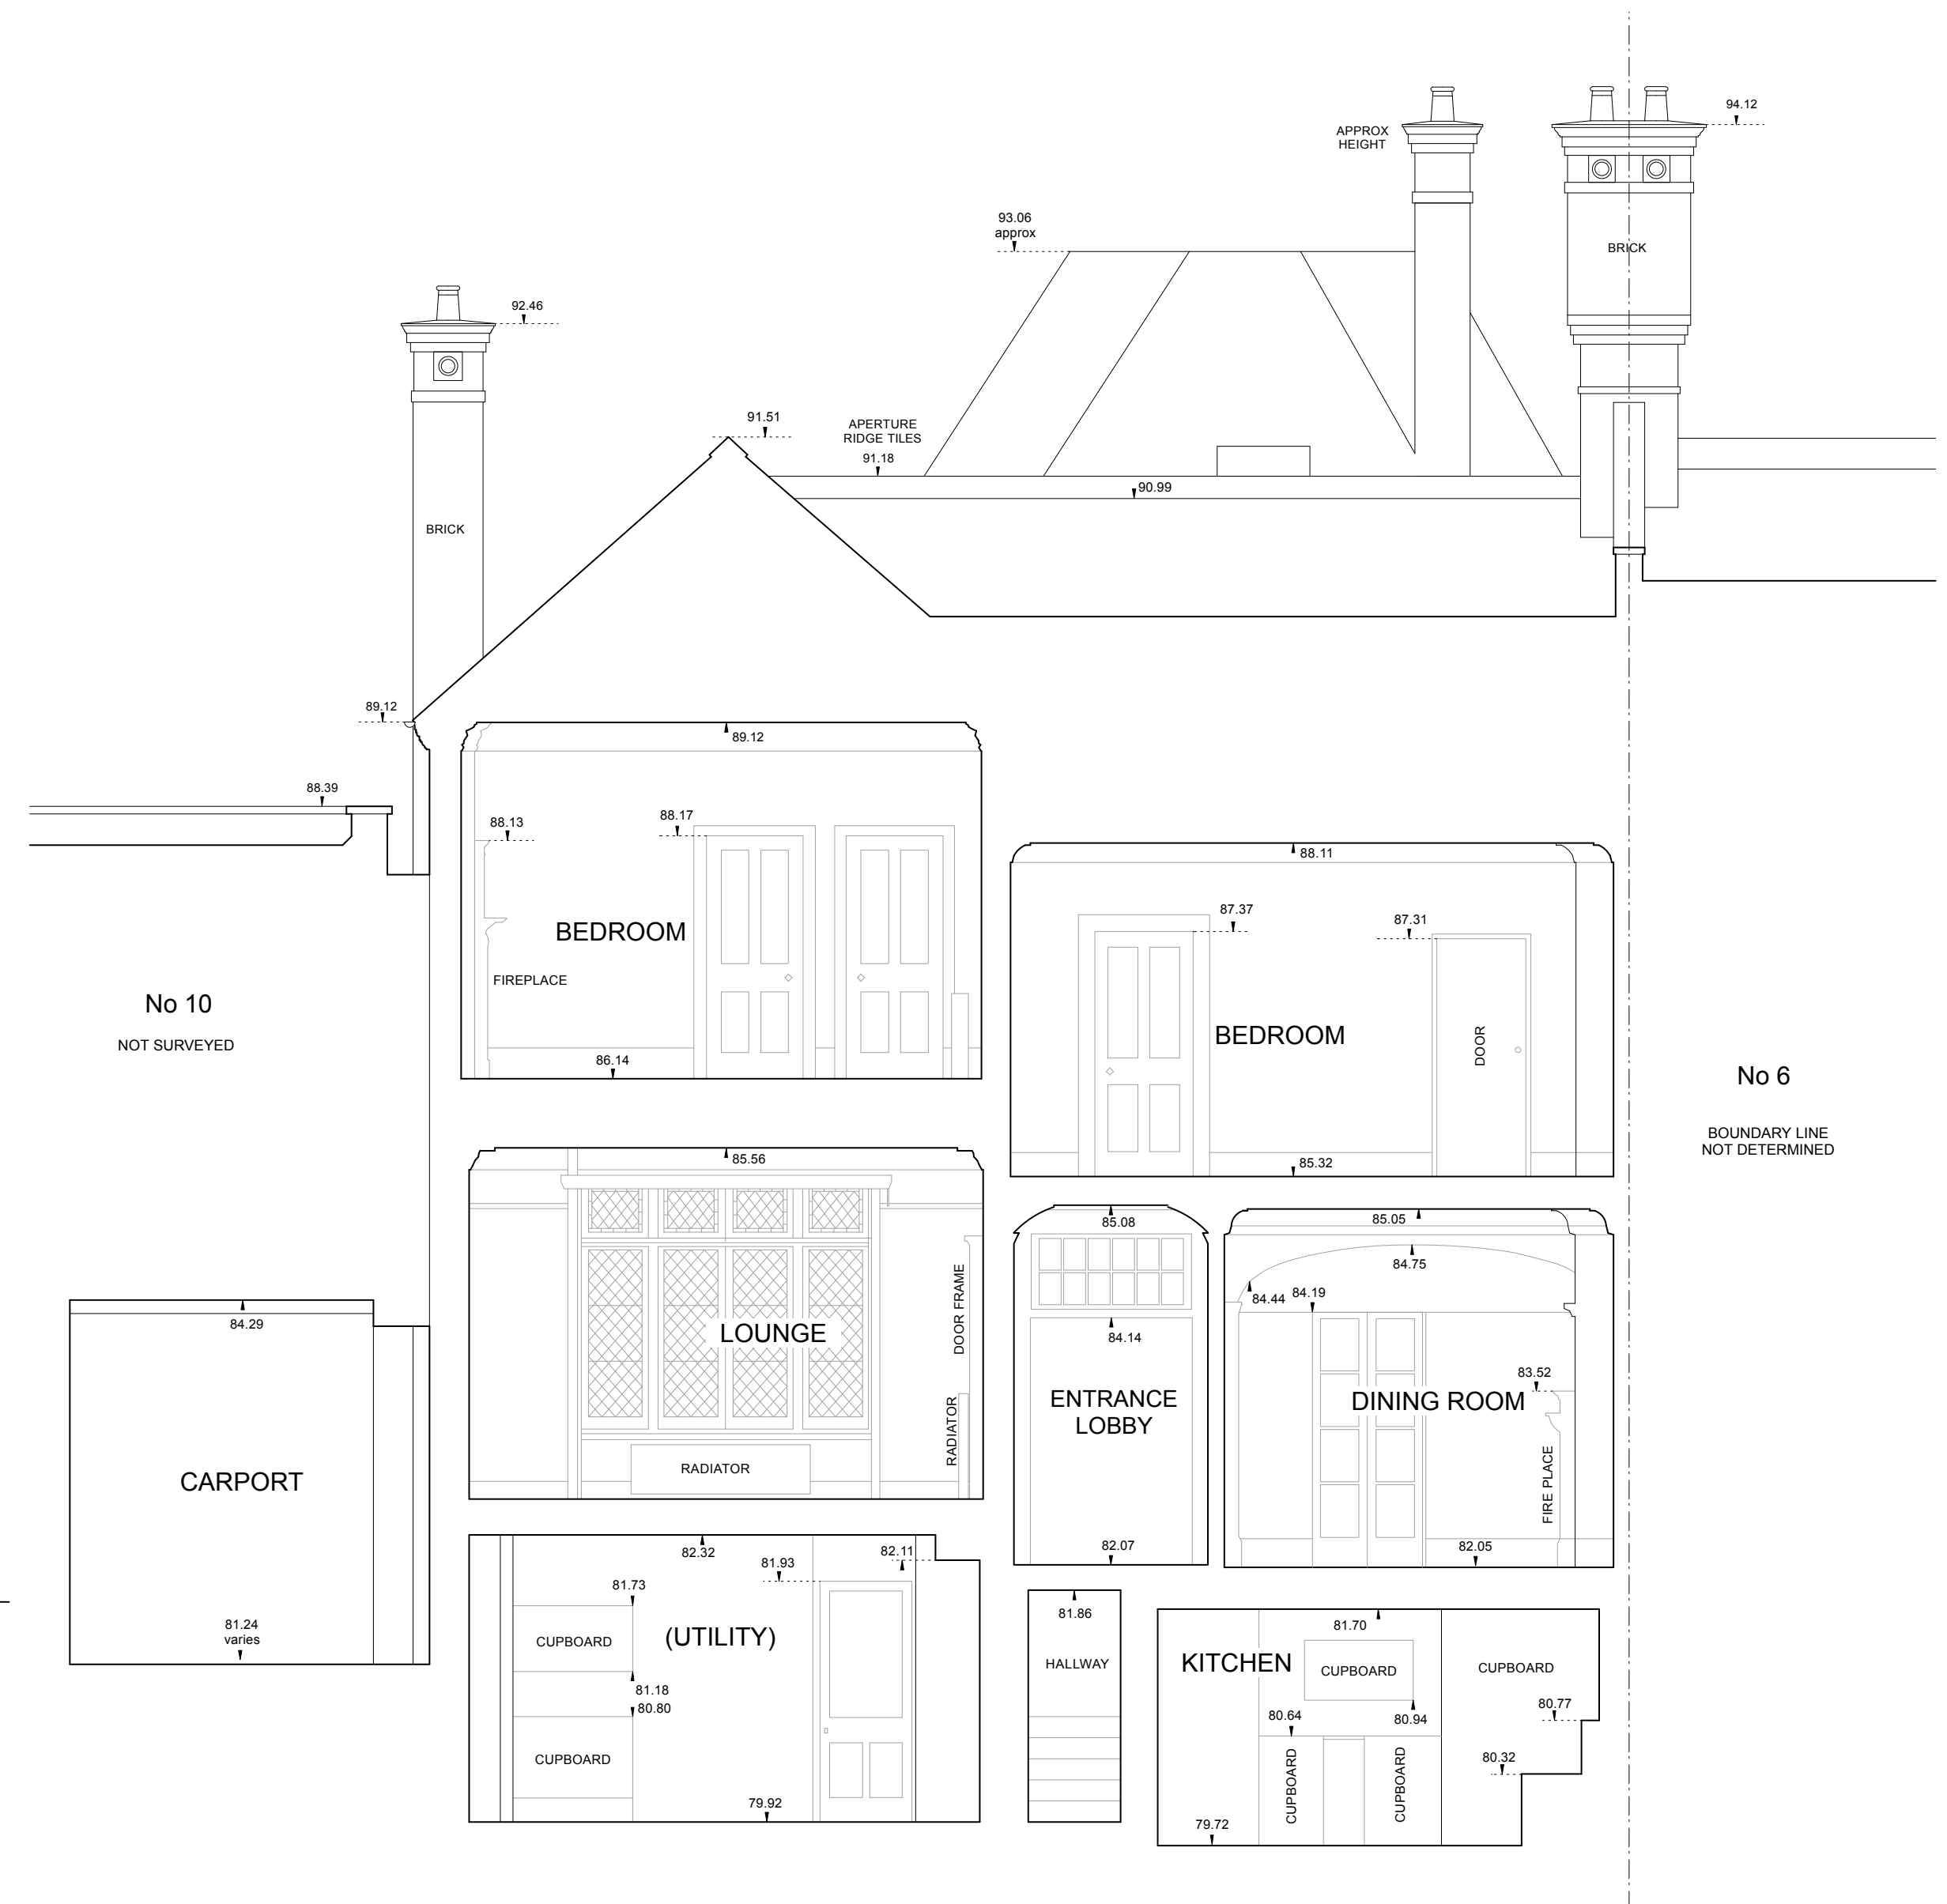 94.12
APPROX
HEIGHT
93.06
approx
BRICK
92.46
91.51
APERTURE
RIDGE TILES
91.18
90.99
BRICK
89.12
89.12
88.39
88.13
88.17
88.11
BEDROOM
87.37
87.31
FIREPLACE
No 10
NOT SURVEYED
BEDROOM
DOOR
86.14
No 6
BOUNDARY LINE
NOT DETERMINED
85.56
85.32
85.08
85.05
84.75
84.44
84.19
84.29
LOUNGE
DOOR FRAME
84.14
83.52
ENTRANCE
LOBBY
DINING ROOM
RADIATOR
RADIATOR
CARPORT
FIRE PLACE
82.32
82.11
81.93
82.07
82.05
81.73
81.24
varies
CUPBOARD
(UTILITY)
81.86
HALLWAY
81.70
KITCHEN
CUPBOARD
CUPBOARD
81.18
80.80
80.77
80.64
80.94
CUPBOARD
CUPBOARD
CUPBOARD
80.32
79.92
79.72